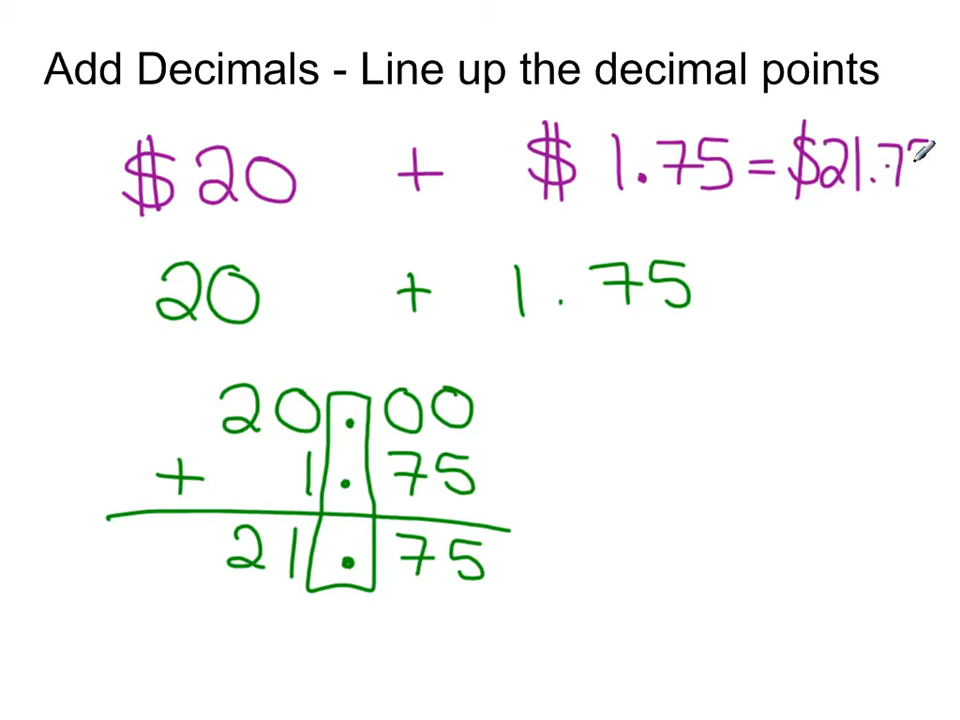 Add Decimals - Line up the decimal points
$20 + $ 1.75 = $21.7
20 + 1.75
20.00
+ 1.75
21.75